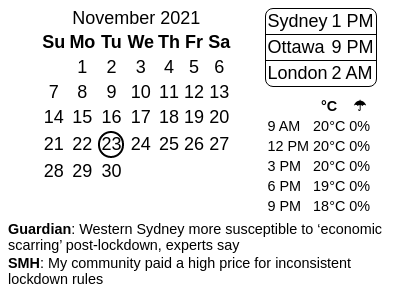 November 2021
Su Mo Tu We Th Fr Sa
1 2 3 4 5 6
7 8 9 10 11 12 13
14 15 16 17 18 19 20
21 22 23 24 25 26 27
28 29 30
Sydney 1 PM
Ottawa 9 PM
London 2 AM
°C ☂
9 AM 20°C 0%
12 PM 20°C 0%
3 PM 20°C 0%
6 PM 19°C 0%
9 PM 18°C 0%
Guardian: Western Sydney more susceptible to ‘economic
scarring’ post-lockdown, experts say
SMH: My community paid a high price for inconsistent
lockdown rules